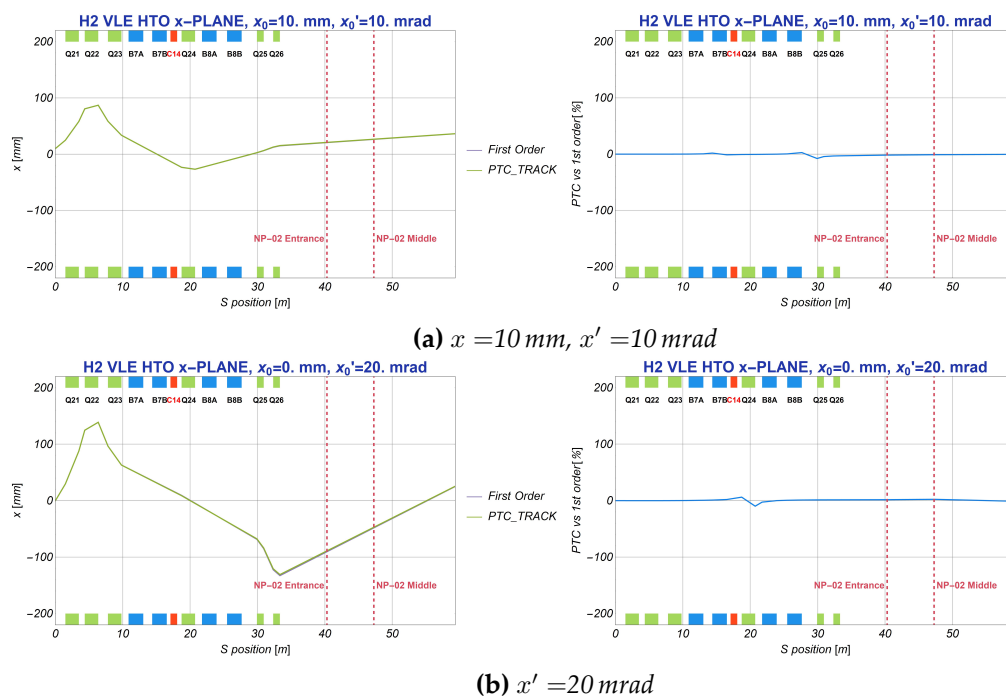 H2 VLE HTO x-PLANE, x₀=10. mm, x₀'=10. mrad
200
100
0
−100
−200
x [mm]
Q21 Q22 Q23 B7A B7B C14 Q24 B8A B8B Q25 Q26
NP-02 Entrance
NP-02 Middle
0 10 20 30 40 50
S position [m]
First Order
PTC_TRACK
H2 VLE HTO x-PLANE, x₀=10. mm, x₀'=10. mrad
200
100
0
−100
−200
PTC vs 1st order[%]
Q21 Q22 Q23 B7A B7B C14 Q24 B8A B8B Q25 Q26
NP-02 Entrance
NP-02 Middle
0 10 20 30 40 50
S position [m]
(a) x =10 mm, x′ =10 mrad
H2 VLE HTO x-PLANE, x₀=0. mm, x₀'=20. mrad
200
100
0
−100
−200
x [mm]
Q21 Q22 Q23 B7A B7B C14 Q24 B8A B8B Q25 Q26
NP-02 Entrance
NP-02 Middle
0 10 20 30 40 50
S position [m]
First Order
PTC_TRACK
H2 VLE HTO x-PLANE, x₀=0. mm, x₀'=20. mrad
200
100
0
−100
−200
PTC vs 1st order[%]
Q21 Q22 Q23 B7A B7B C14 Q24 B8A B8B Q25 Q26
NP-02 Entrance
NP-02 Middle
0 10 20 30 40 50
S position [m]
(b) x′ =20 mrad